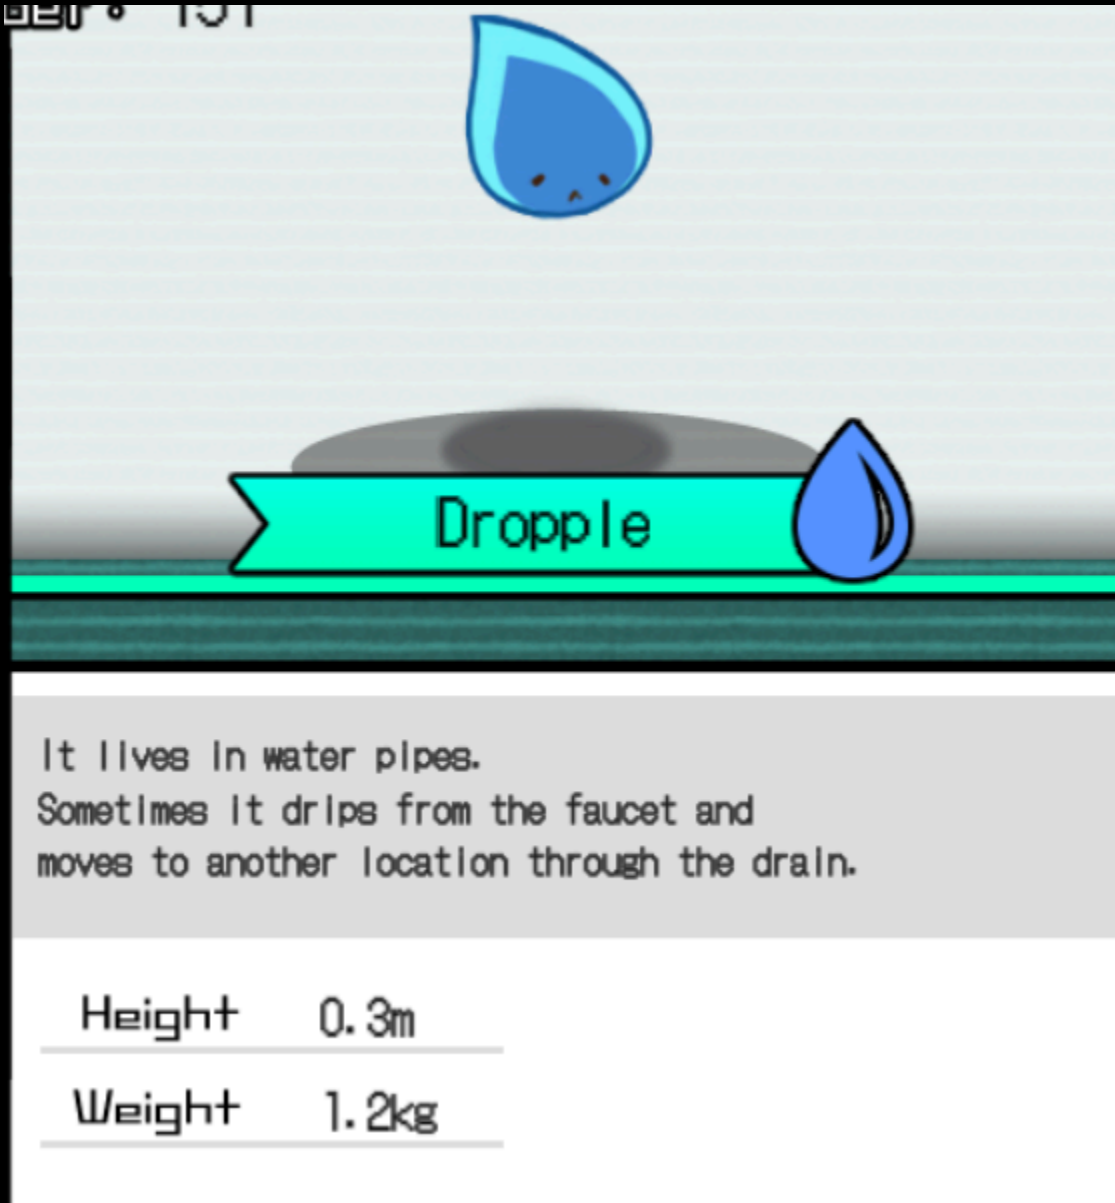 Dropple
It lives in water pipes.
Sometimes it drips from the faucet and
moves to another location through the drain.
Height 0.3m
Weight 1.2kg